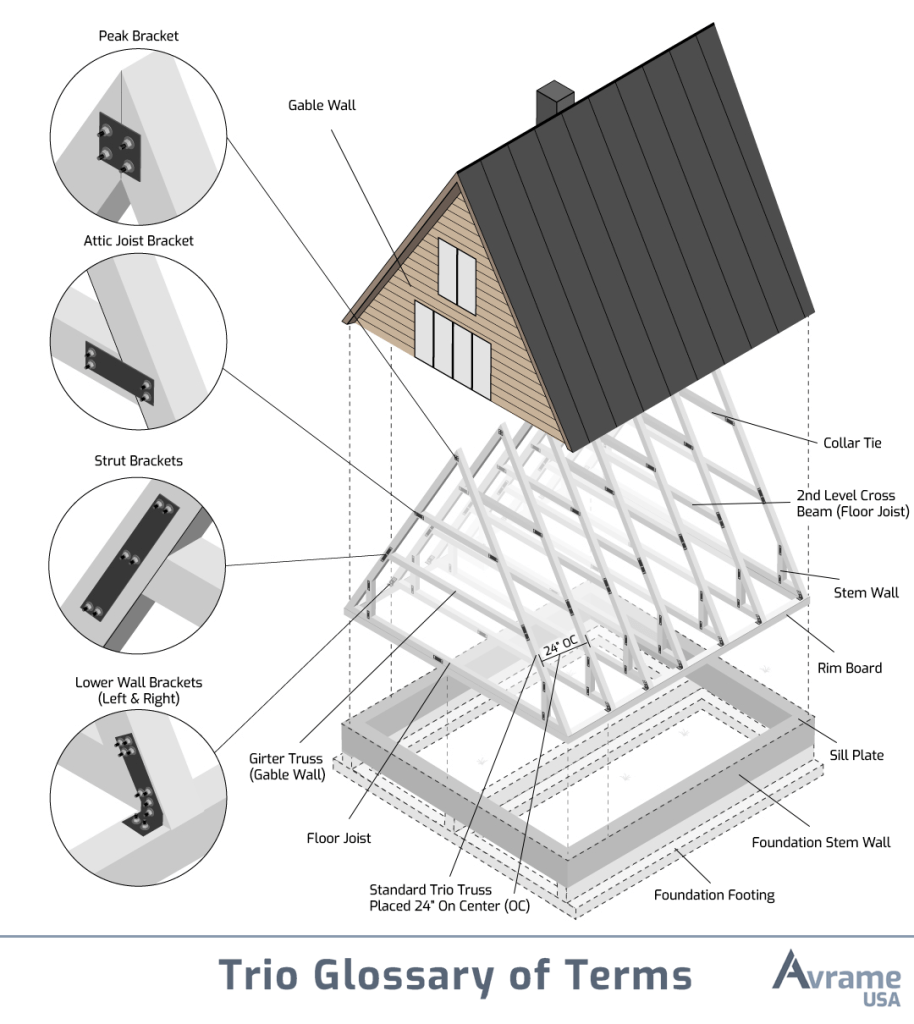 Peak Bracket
Gable Wall
Attic Joist Bracket
Collar Tie
Strut Brackets
2nd Level Cross
Beam (Floor Joist)
Stem Wall
24" OC
Rim Board
Lower Wall Brackets
(Left & Right)
Sill Plate
Girter Truss
(Gable Wall)
Floor Joist
Foundation Stem Wall
Standard Trio Truss
Placed 24" On Center (OC)
Foundation Footing
Trio Glossary of Terms
Avrame
USA